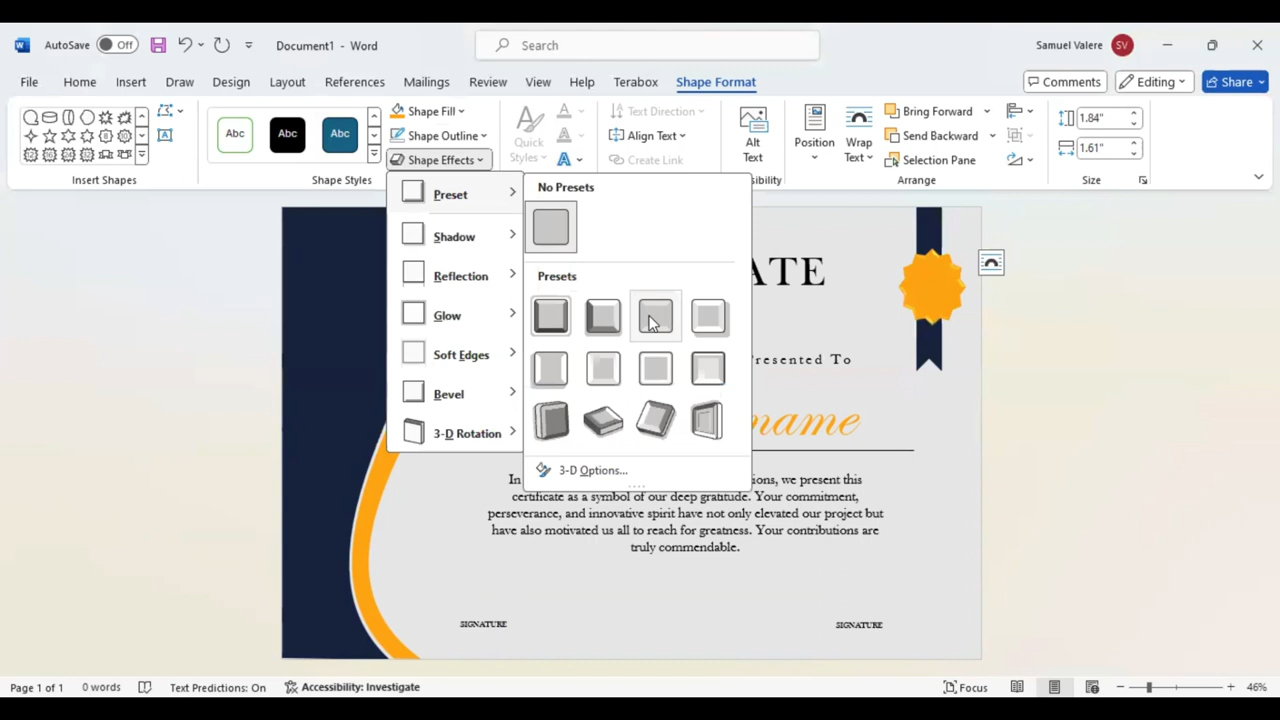 AutoSave Off Document1 - Word Search Samuel Valere SV
File Home Insert Draw Design Layout References Mailings Review View Help Terabox Shape Format Comments Editing Share
Abc Abc Abc
Shape Fill
Shape Outline
Shape Effects
Quick Styles
Text Direction
Align Text
Create Link
Alt Text
Position
Wrap Text
Bring Forward
Send Backward
Selection Pane
1.84"
1.61"
Insert Shapes Shape Styles Arrange Size
Preset
Shadow
Reflection
Glow
Soft Edges
Bevel
3-D Rotation
No Presets
Presets
3-D Options...
To
In
we present this
certificate as a symbol of our deep gratitude. Your commitment,
perseverance, and innovative spirit have not only elevated our project but
have also motivated us all to reach for greatness. Your contributions are
truly commendable.
SIGNATURE SIGNATURE
Page 1 of 1 0 words Text Predictions: On Accessibility: Investigate Focus 46%